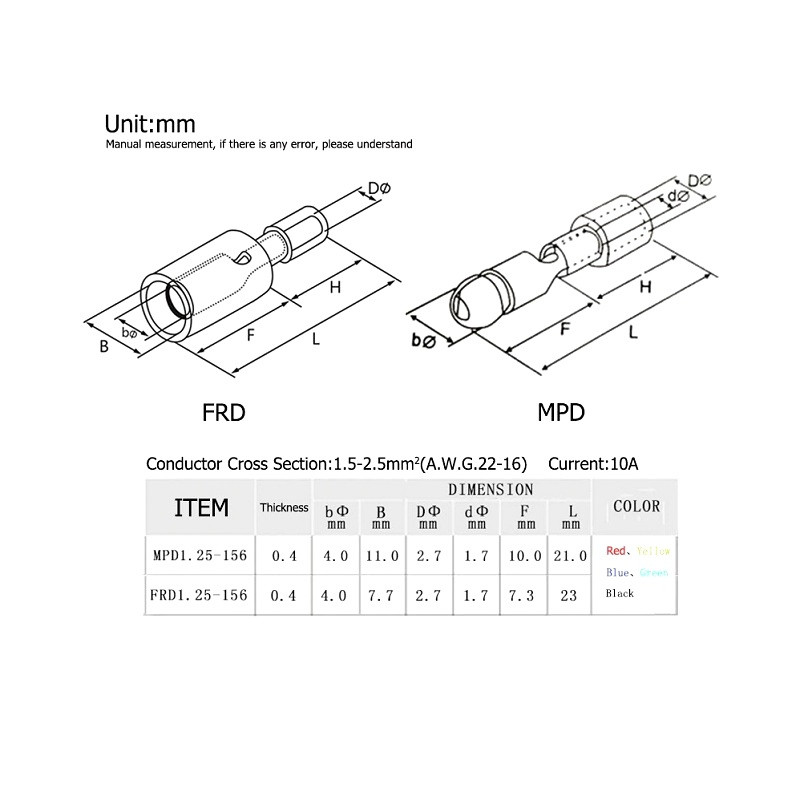 Unit:mm
Manual measurement, if there is any error, please understand
DØ
H
F
L
bø
B
FRD
DØ
dØ
H
F
L
bØ
MPD
Conductor Cross Section:1.5-2.5mm²(A.W.G.22-16) Current:10A
ITEM Thickness DIMENSION COLOR
bΦ mm B mm DΦ mm dΦ mm F mm L mm
MPD1.25-156 0.4 4.0 11.0 2.7 1.7 10.0 21.0 Red、Yellow
Blue、Green
FRD1.25-156 0.4 4.0 7.7 2.7 1.7 7.3 23 Black